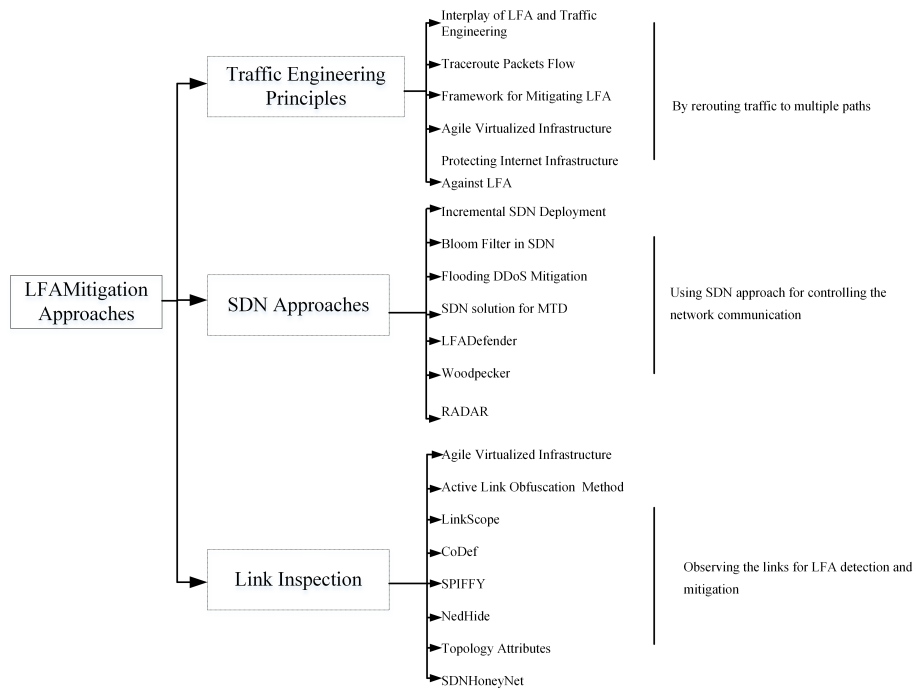 LFAMitigation
Approaches
Traffic Engineering
Principles
Interplay of LFA and Traffic
Engineering
Traceroute Packets Flow
Framework for Mitigating LFA
Agile Virtualized Infrastructure
Protecting Internet Infrastructure
Against LFA
By rerouting traffic to multiple paths
SDN Approaches
Incremental SDN Deployment
Bloom Filter in SDN
Flooding DDoS Mitigation
SDN solution for MTD
LFADefender
Woodpecker
RADAR
Using SDN approach for controlling the
network communication
Link Inspection
Agile Virtualized Infrastructure
Active Link Obfuscation Method
LinkScope
CoDef
SPIFFY
NedHide
Topology Attributes
SDNHoneyNet
Observing the links for LFA detection and
mitigation